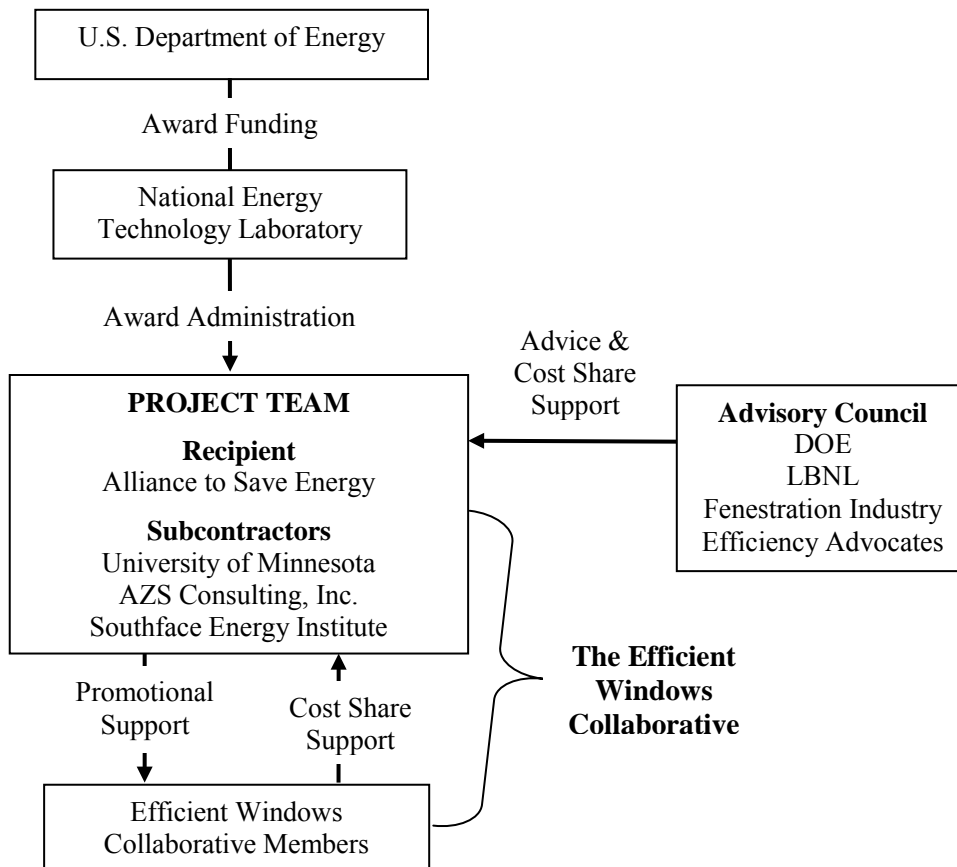 U.S. Department of Energy
Award Funding
National Energy
Technology Laboratory
Award Administration
Advice &
Cost Share
Support
PROJECT TEAM
Recipient
Alliance to Save Energy
Subcontractors
University of Minnesota
AZS Consulting, Inc.
Southface Energy Institute
Advisory Council
DOE
LBNL
Fenestration Industry
Efficiency Advocates
The Efficient
Windows
Collaborative
Promotional
Support
Cost Share
Support
Efficient Windows
Collaborative Members